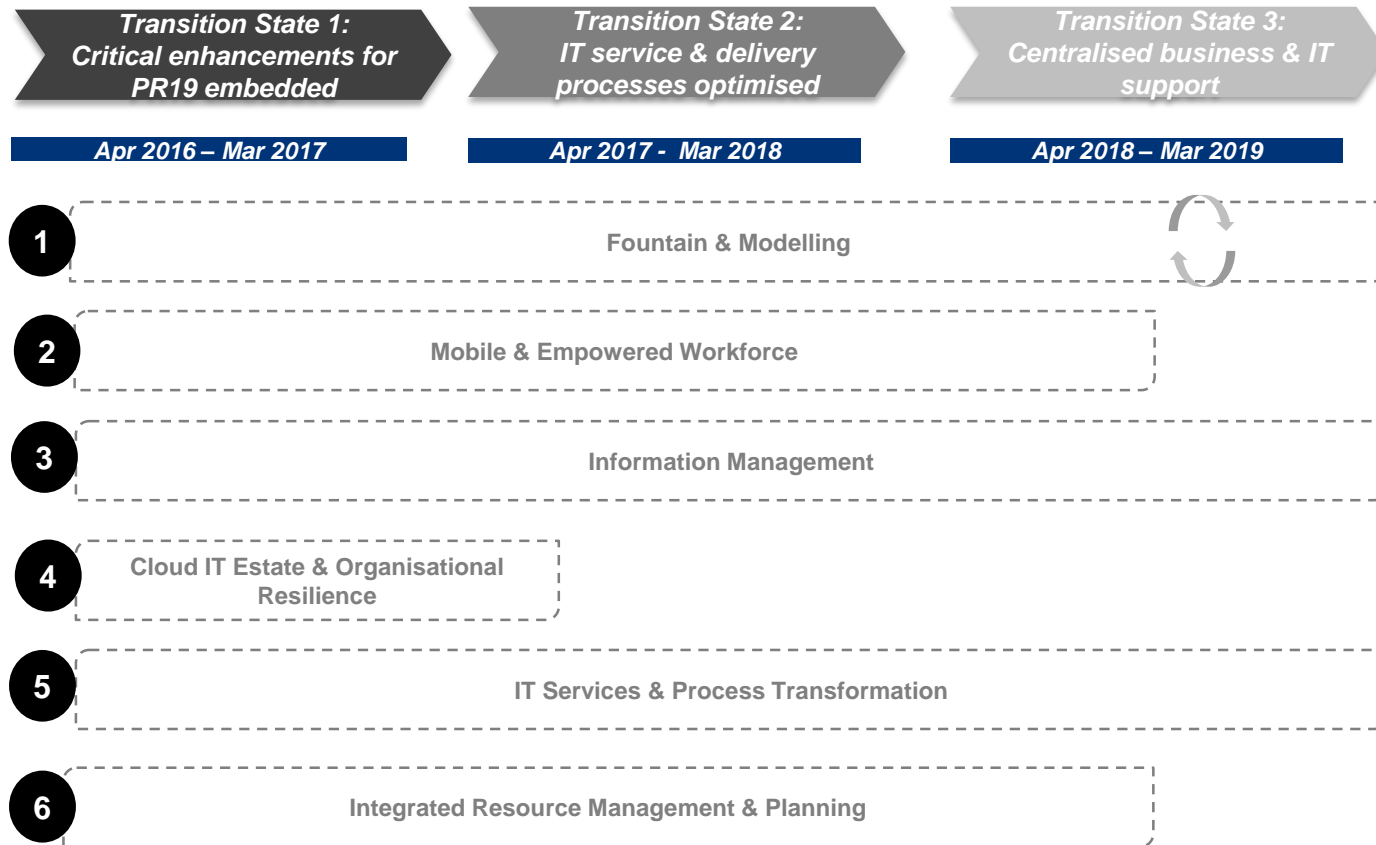 Transition State 1:
Critical enhancements for
PR19 embedded
Transition State 2:
IT service & delivery
processes optimised
Transition State 3:
Centralised business & IT
support
Apr 2016 – Mar 2017
Apr 2017 -  Mar 2018
Apr 2018 – Mar 2019
1
Fountain & Modelling
2
Mobile & Empowered Workforce
3
Information Management
4
Cloud IT Estate & Organisational
Resilience
5
IT Services & Process Transformation
6
Integrated Resource Management & Planning